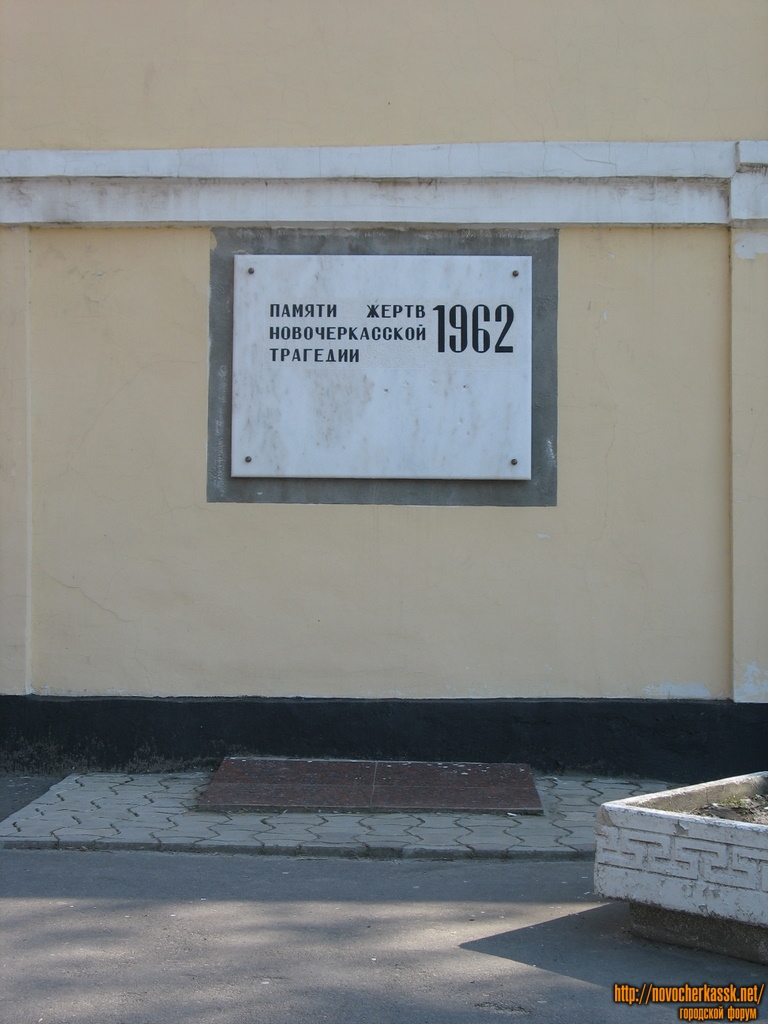 ПАМЯТИ ЖЕРТВ 1962
НОВОЧЕРКАССКОЙ
ТРАГЕДИИ
http://novocherkassk.net/
городской форум